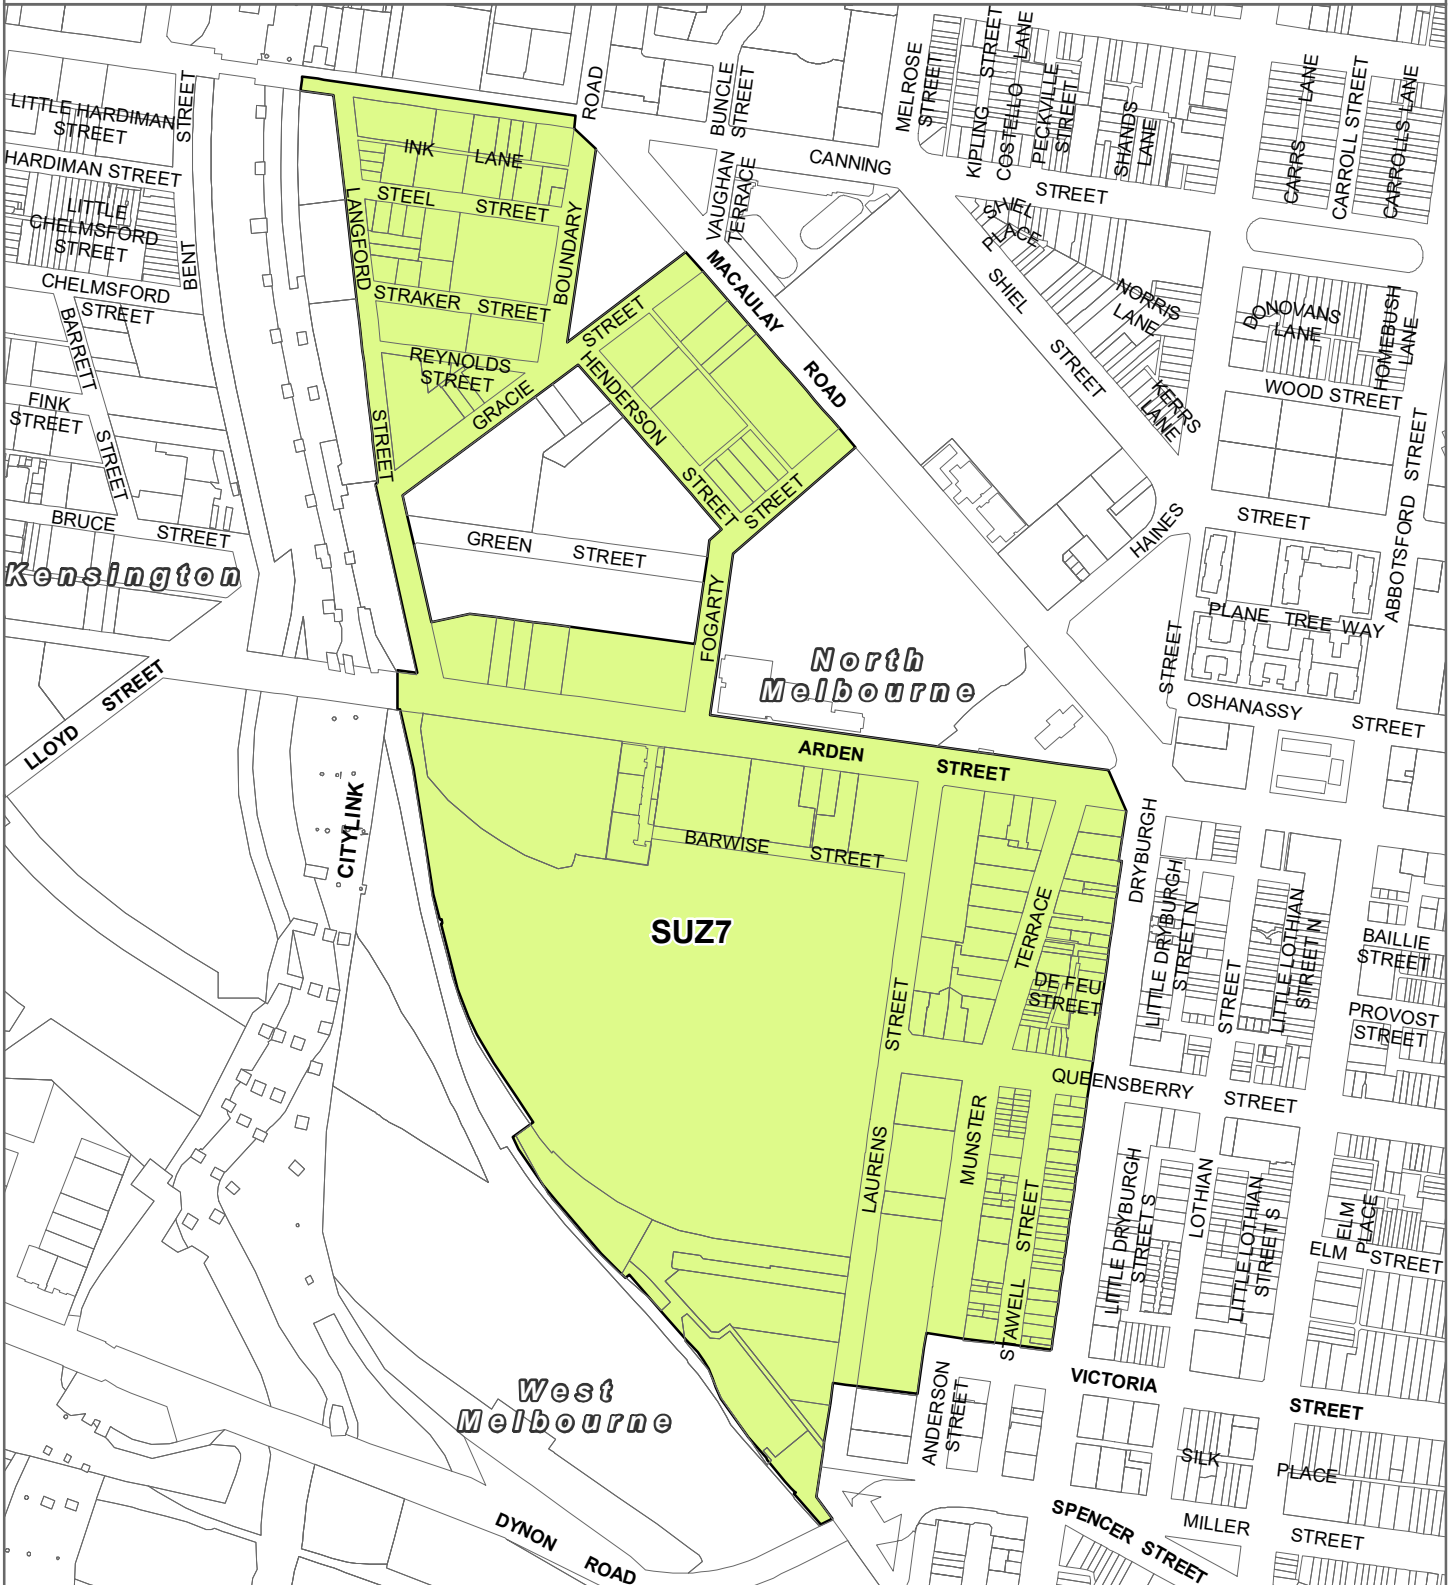 LITTLE HARDIMAN
STREET
STREET
HARDIMAN STREET
LITTLE
CHELMSFORD
STREET
BENT
CHELMSFORD
STREET
BARRETT
FINK
STREET
STREET
BRUCE
STREET
Kensington
LLOYD
STREET
CITYLINK
ROAD
BUNCLE
STREET
INK
LANE
STEEL
STREET
LANGFORD
BOUNDARY
STRAKER
STREET
REYNOLDS
STREET
GRACIE
STREET
STREET
HENDERSON
STREET
STREET
GREEN
STREET
FOGARTY
VAUGHAN
TERRACE
CANNING
STREET
MACAULAY
ROAD
MELROSE
STREET
KIPLING
STREET
COSTELLO
LANE
PECKVILLE
STREET
SHANDS
LANE
CARRS
LANE
CARROLL STREET
CARROLLS LANE
SHIEL
PLACE
SHIEL
STREET
NORRIS
LANE
DONOVANS
LANE
HOMEBUSH
LANE
KERRS
LANE
WOOD STREET
HAINES
STREET
ABBOTSFORD
STREET
PLANE TREE WAY
STREET
OSHANASSY
STREET
North
Melbourne
ARDEN
STREET
BARWISE
STREET
SUZ7
TERRACE
DE FEU
STREET
STREET
LAURENS
MUNSTER
STREET
STAWELL
QUEENSBERRY
STREET
DRYBURGH
LITTLE DRYBURGH
STREET N
STREET
LITTLE LOTHIAN
STREET N
BAILLIE
STREET
PROVOST
STREET
LITTLE DRYBURGH
STREET S
LOTHIAN
LITTLE LOTHIAN
STREET S
ELM
PLACE
ELM
STREET
VICTORIA
STREET
ANDERSON
STREET
SILK
PLACE
MILLER
STREET
SPENCER STREET
West
Melbourne
DYNON
ROAD